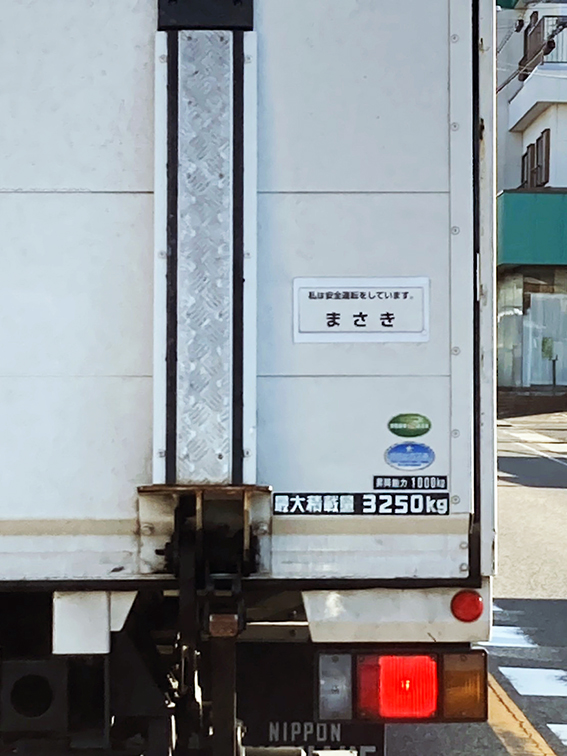 私は安全運転をしています。
まさき
昇降能力 1000kg
最大積載量 3250kg
NIPPON